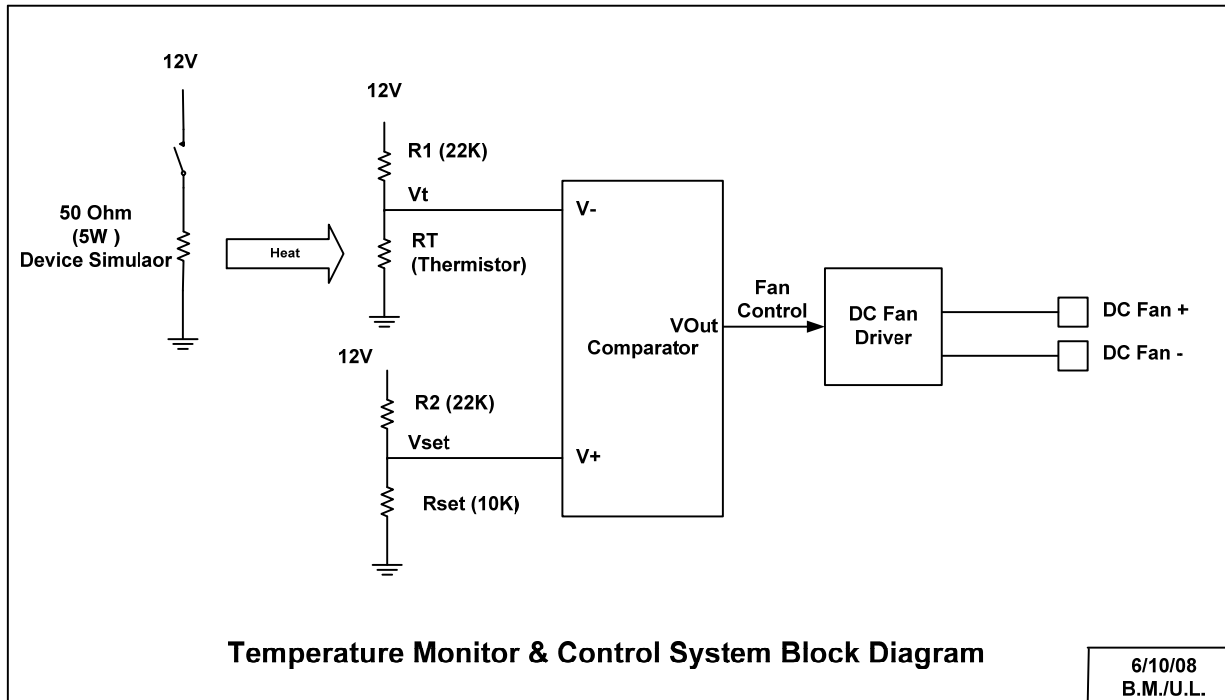 12V
50 Ohm
(5W )
Device Simulaor
Heat
12V
R1 (22K)
Vt
RT
(Thermistor)
12V
R2 (22K)
Vset
Rset (10K)
V-
VOut
Comparator
V+
Fan
Control
DC Fan
Driver
DC Fan +
DC Fan -
Temperature Monitor & Control System Block Diagram
6/10/08
B.M./U.L.